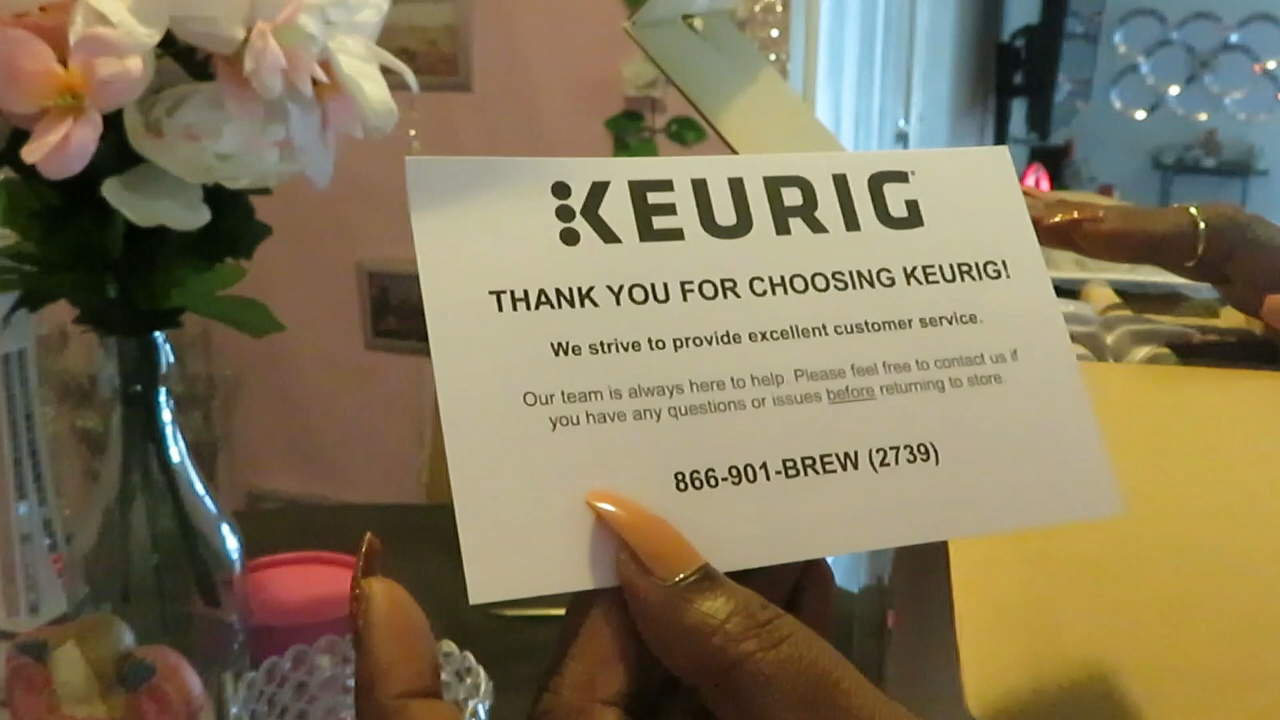 KEURIG
THANK YOU FOR CHOOSING KEURIG!
We strive to provide excellent customer service.
Our team is always here to help. Please feel free to contact us if
you have any questions or issues before returning to store.
866-901-BREW (2739)